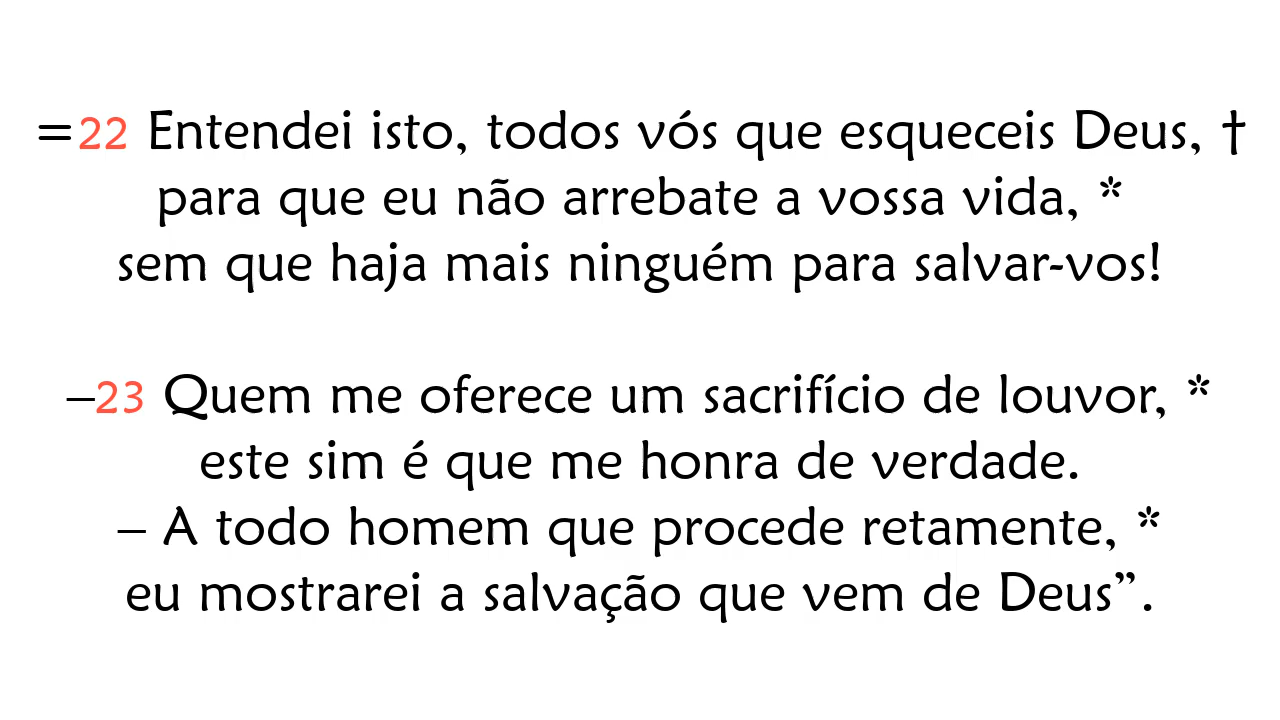 =22 Entendei isto, todos vós que esqueceis Deus, †
para que eu não arrebate a vossa vida, *
sem que haja mais ninguém para salvar-vos!
–23 Quem me oferece um sacrifício de louvor, *
este sim é que me honra de verdade.
– A todo homem que procede retamente, *
eu mostrarei a salvação que vem de Deus”.